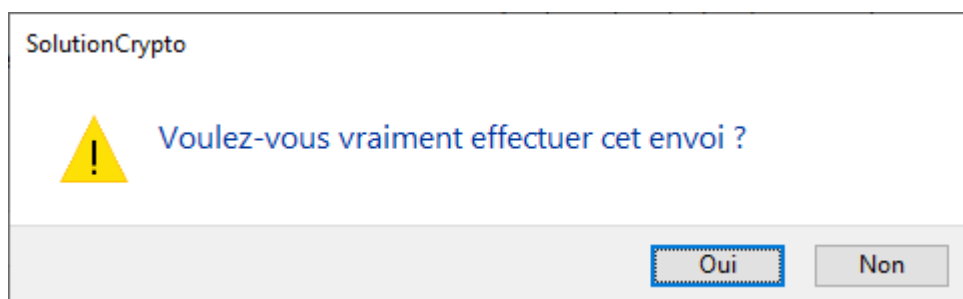 SolutionCrypto
Voulez-vous vraiment effectuer cet envoi ?
Oui
Non